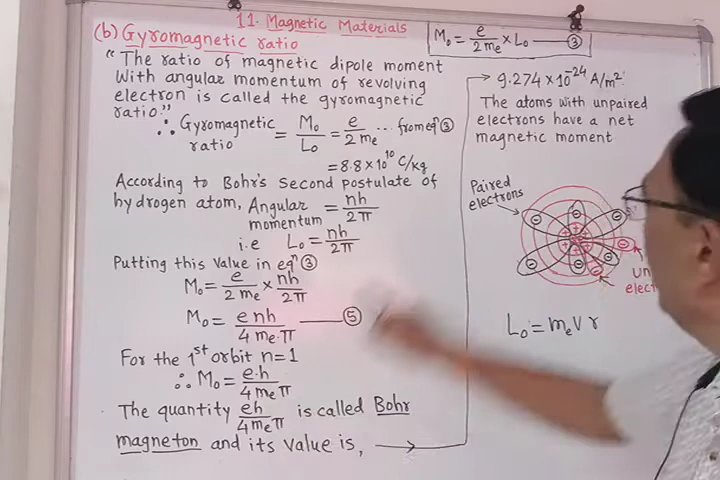 11. Magnetic Materials
(b) Gyromagnetic ratio
"The ratio of magnetic dipole moment
With angular momentum of revolving
electron is called the gyromagnetic
ratio."
∴ Gyromagnetic ratio = M₀/L₀ = e/2mₑ ... from eqⁿ ③
= 8.8×10¹⁰ C/kg
According to Bohr's Second postulate of
hydrogen atom, Angular momentum = nh/2π
i.e L₀ = nh/2π
Putting this Value in eqⁿ ③
M₀ = e/2mₑ × nh/2π
M₀ = enh/4mₑ.π —— ⑤
For the 1ˢᵗ orbit n=1
∴ M₀ = e.h/4mₑπ
The quantity eh/4mₑπ is called Bohr
magneton and its value is, →
M₀ = e/2mₑ × L₀ —— ③
→ 9.274×10⁻²⁴ A/m².
The atoms with unpaired
electrons have a net
magnetic moment
Paired
electrons
L₀ = mₑ v r